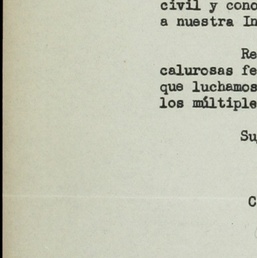 civil y cono
a nuestra In
Re
calurosas fe
que luchamos
los múltiple
Su
C